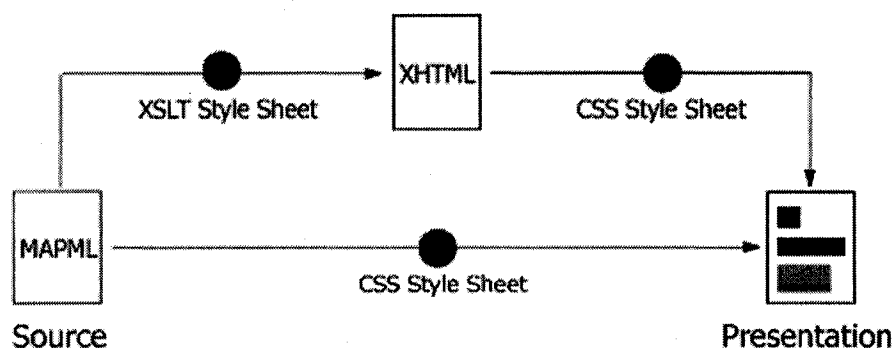 XHTML
XSLT Style Sheet
CSS Style Sheet
MAPML
CSS Style Sheet
Source
Presentation